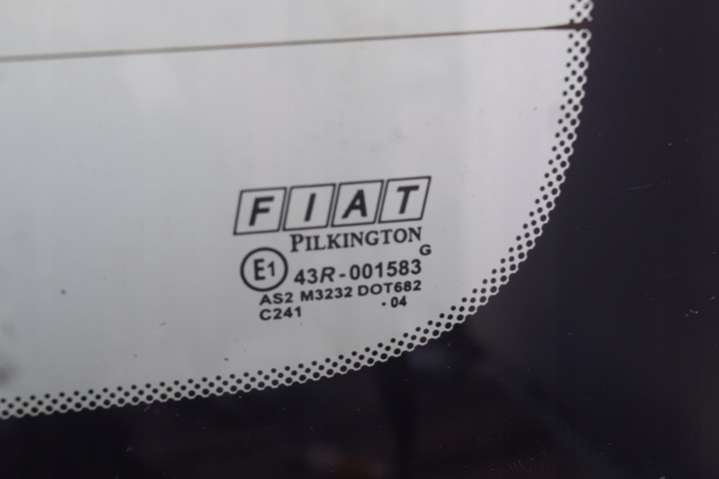 FIAT
PILKINGTON
G
E1 43R-001583
AS2 M3232 DOT682
C241 ·04